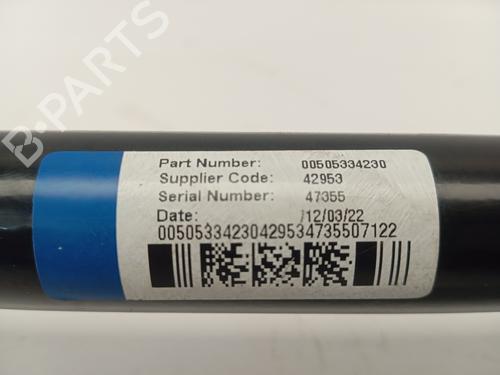 B-PARTS
Part Number: 00505334230
Supplier Code: 42953
Serial Number: 47355
Date: /12/03/22
00505334230429534735507122